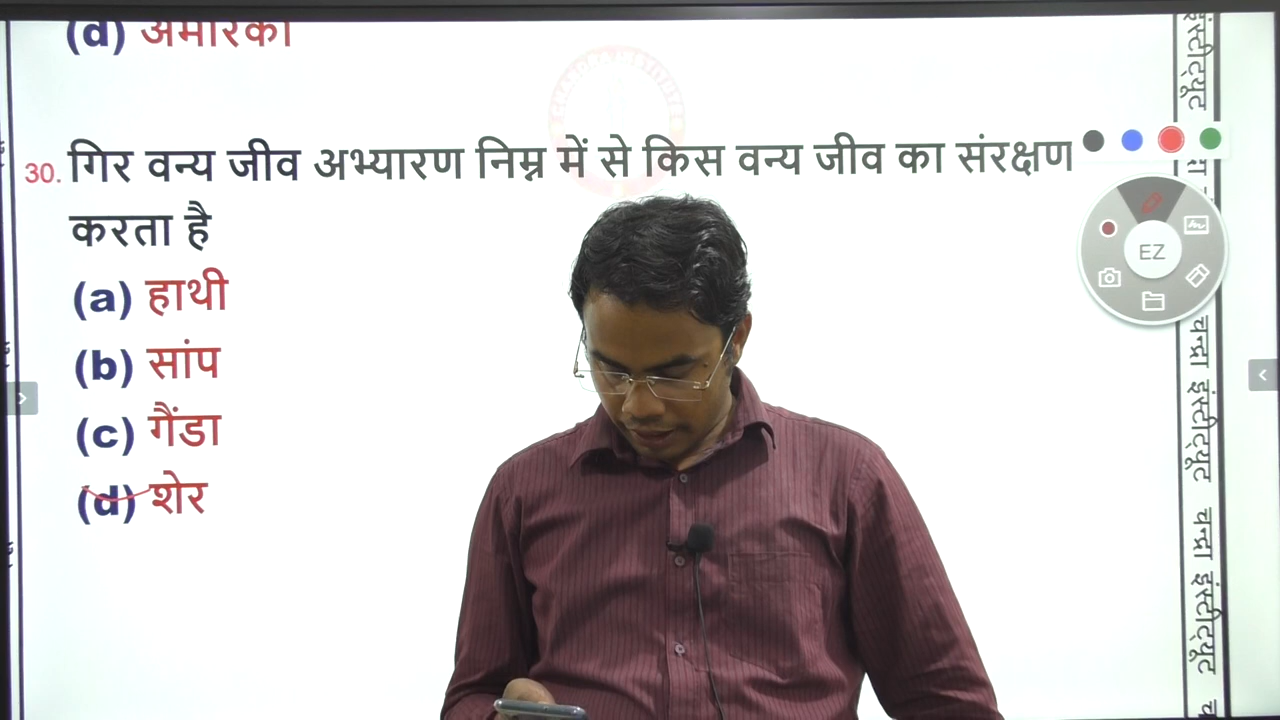 (d) अमेरिका
30. गिर वन्य जीव अभ्यारण निम्न में से किस वन्य जीव का संरक्षण
करता है
(a) हाथी
(b) सांप
(c) गैंडा
(d) शेर
EZ
इंस्टीट्यूट
चन्द्रा इंस्टीट्यूट
चन्द्रा इंस्टीट्यूट